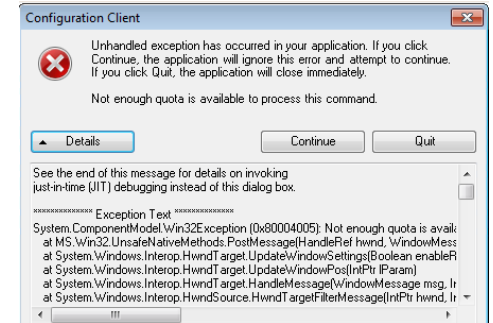 Configuration Client
Unhandled exception has occurred in your application. If you click
Continue, the application will ignore this error and attempt to continue.
If you click Quit, the application will close immediately.
Not enough quota is available to process this command.
Details
Continue
Quit
See the end of this message for details on invoking
just-in-time (JIT) debugging instead of this dialog box.
************** Exception Text **************
System.ComponentModel.Win32Exception (0x80004005): Not enough quota is availa
at MS.Win32.UnsafeNativeMethods.PostMessage(HandleRef hwnd, WindowMess
at System.Windows.Interop.HwndTarget.UpdateWindowSettings(Boolean enableR
at System.Windows.Interop.HwndTarget.UpdateWindowPos(IntPtr lParam)
at System.Windows.Interop.HwndTarget.HandleMessage(WindowMessage msg, Ir
at System.Windows.Interop.HwndSource.HwndTargetFilterMessage(IntPtr hwnd, Ir